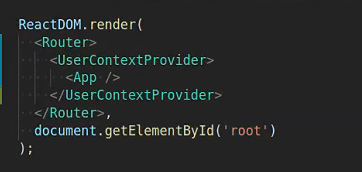 ReactDOM.render(
<Router>
<UserContextProvider>
<App />
</UserContextProvider>
</Router>,
document.getElementById('root')
);